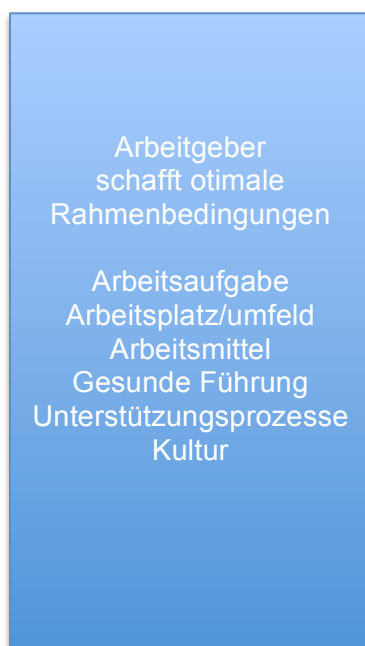 Arbeitgeber
schafft otimale
Rahmenbedingungen
Arbeitsaufgabe
Arbeitsplatz/umfeld
Arbeitsmittel
Gesunde Führung
Unterstützungsprozesse
Kultur